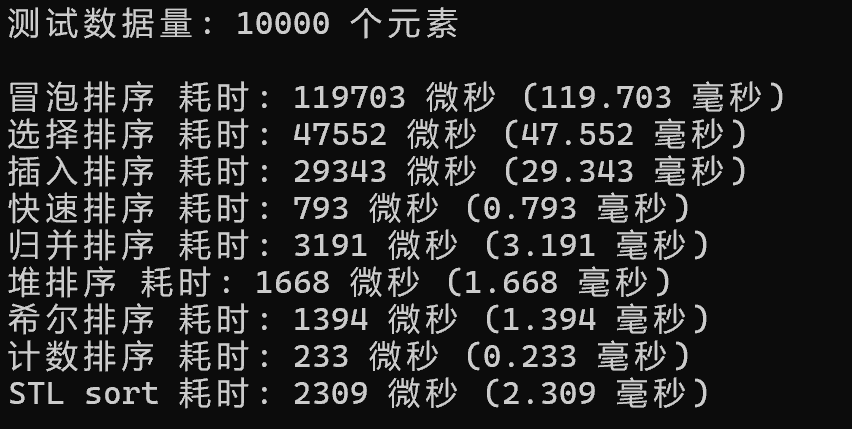 测试数据量: 10000 个元素
冒泡排序 耗时: 119703 微秒 (119.703 毫秒)
选择排序 耗时: 47552 微秒 (47.552 毫秒)
插入排序 耗时: 29343 微秒 (29.343 毫秒)
快速排序 耗时: 793 微秒 (0.793 毫秒)
归并排序 耗时: 3191 微秒 (3.191 毫秒)
堆排序 耗时: 1668 微秒 (1.668 毫秒)
希尔排序 耗时: 1394 微秒 (1.394 毫秒)
计数排序 耗时: 233 微秒 (0.233 毫秒)
STL sort 耗时: 2309 微秒 (2.309 毫秒)